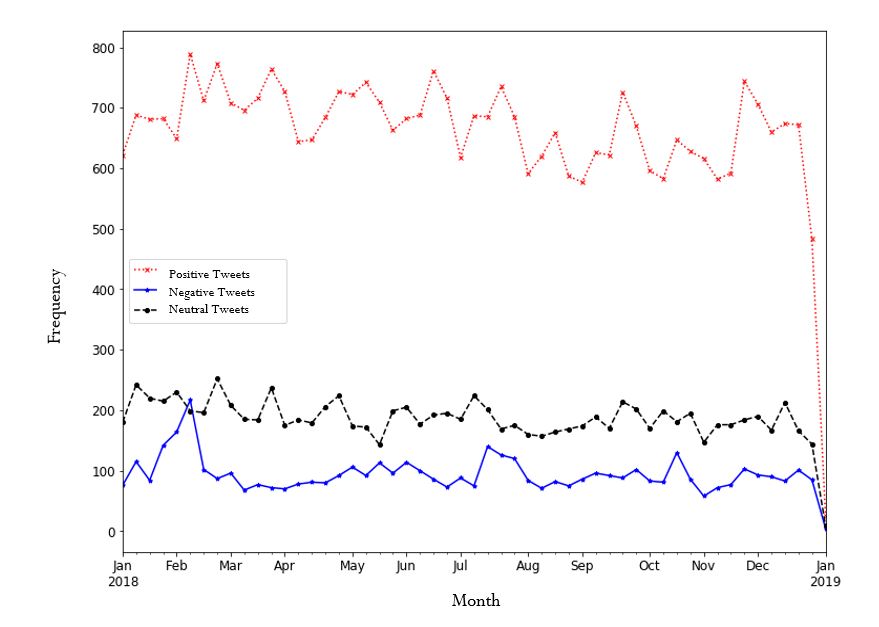 800
700
600
500
400
300
200
100
0
Frequency
Positive Tweets
Negative Tweets
Neutral Tweets
Jan Feb Mar Apr May Jun Jul Aug Sep Oct Nov Dec Jan
2018 2019
Month